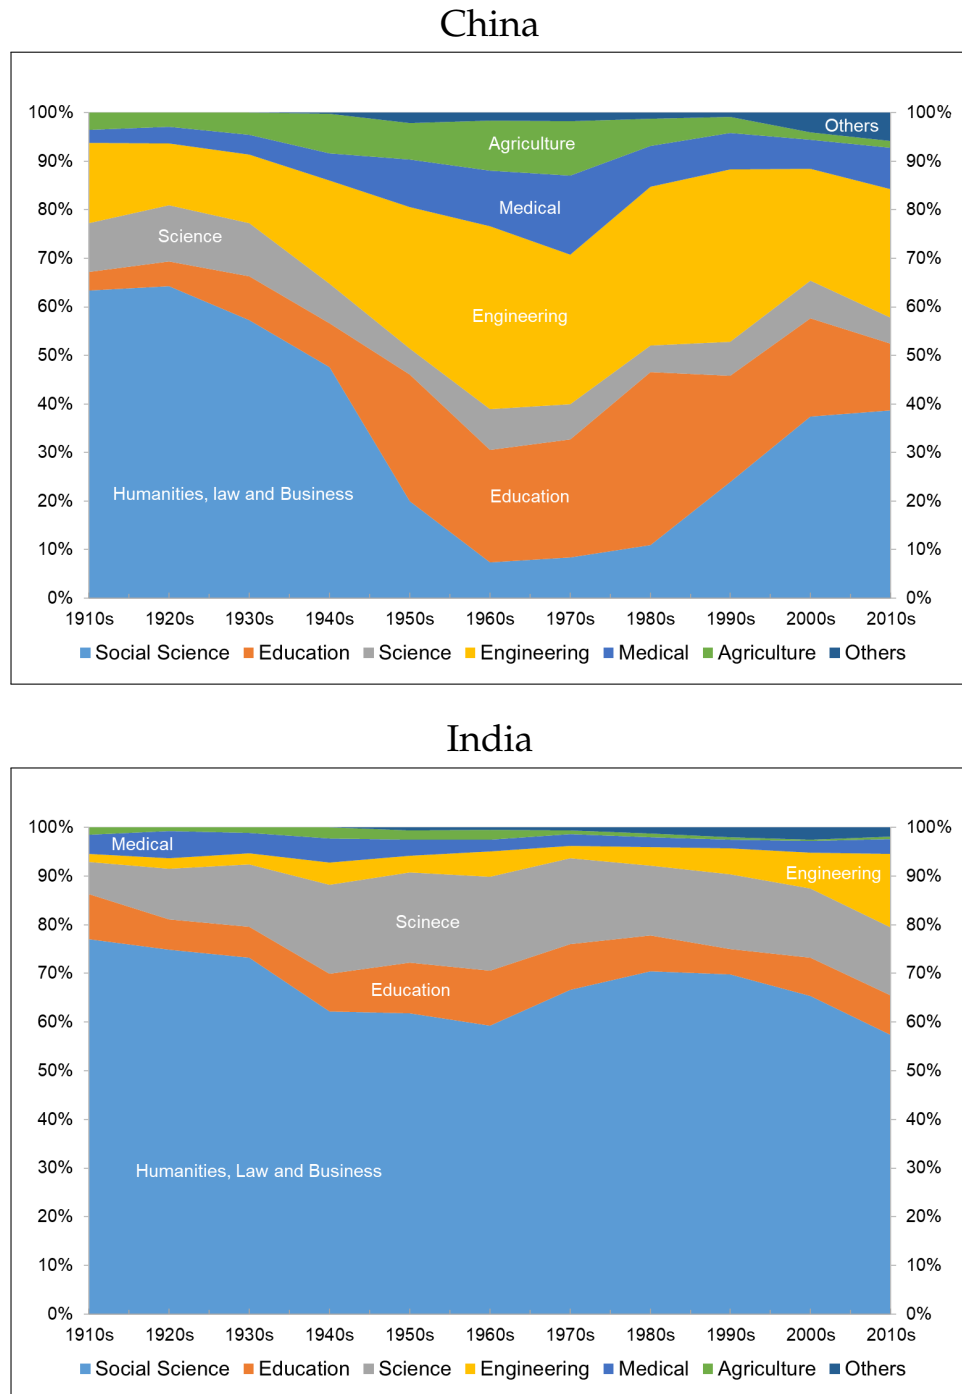 China
100% 100%
Others
90% Agriculture 90%
80% Medical 80%
Science
70% 70%
60% 60%
Engineering
50% 50%
40% 40%
30% 30%
Humanities, law and Business Education
20% 20%
10% 10%
0% 0%
1910s 1920s 1930s 1940s 1950s 1960s 1970s 1980s 1990s 2000s 2010s
Social Science Education Science Engineering Medical Agriculture Others
India
100% 100%
Medical
90% Engineering 90%
80% 80%
Scinece
70% 70%
Education
60% 60%
50% 50%
40% 40%
30% 30%
Humanities, Law and Business
20% 20%
10% 10%
0% 0%
1910s 1920s 1930s 1940s 1950s 1960s 1970s 1980s 1990s 2000s 2010s
Social Science Education Science Engineering Medical Agriculture Others